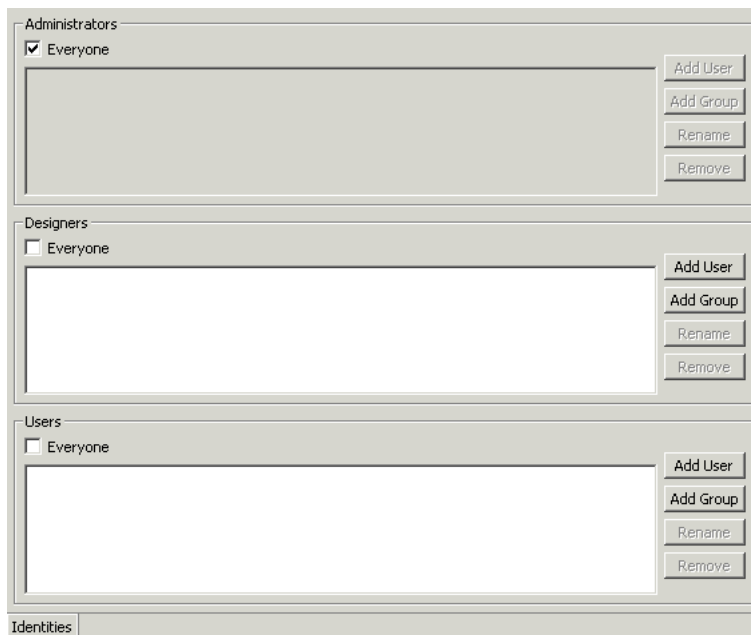 Administrators
Everyone
Add User
Add Group
Rename
Remove
Designers
Everyone
Add User
Add Group
Rename
Remove
Users
Everyone
Add User
Add Group
Rename
Remove
Identities